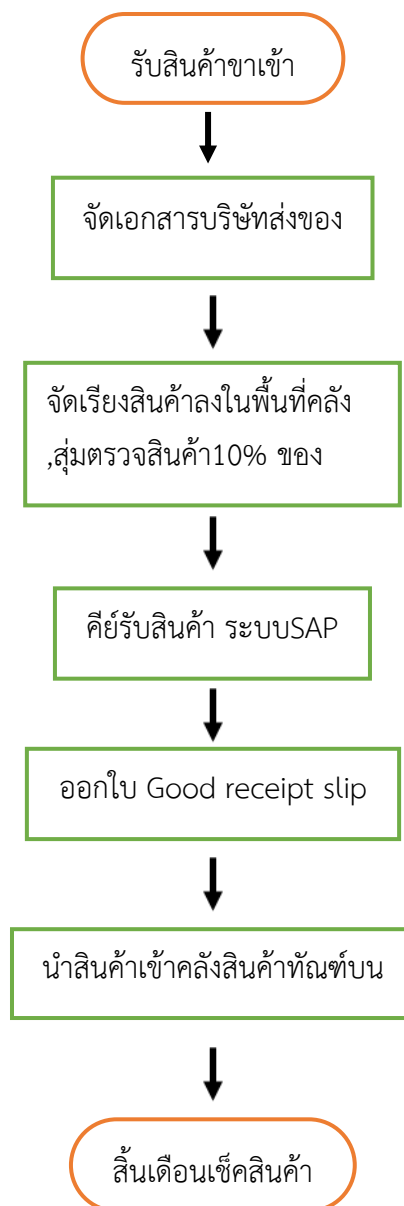 รับสินค้าขาเข้า
จัดเอกสารบริษัทส่งของ
จัดเรียงสินค้าลงในพื้นที่คลัง
,สุ่มตรวจสินค้า10% ของ
คีย์รับสินค้า ระบบSAP
ออกใบ Good receipt slip
นำสินค้าเข้าคลังสินค้าทัณฑ์บน
สิ้นเดือนเช็คสินค้า